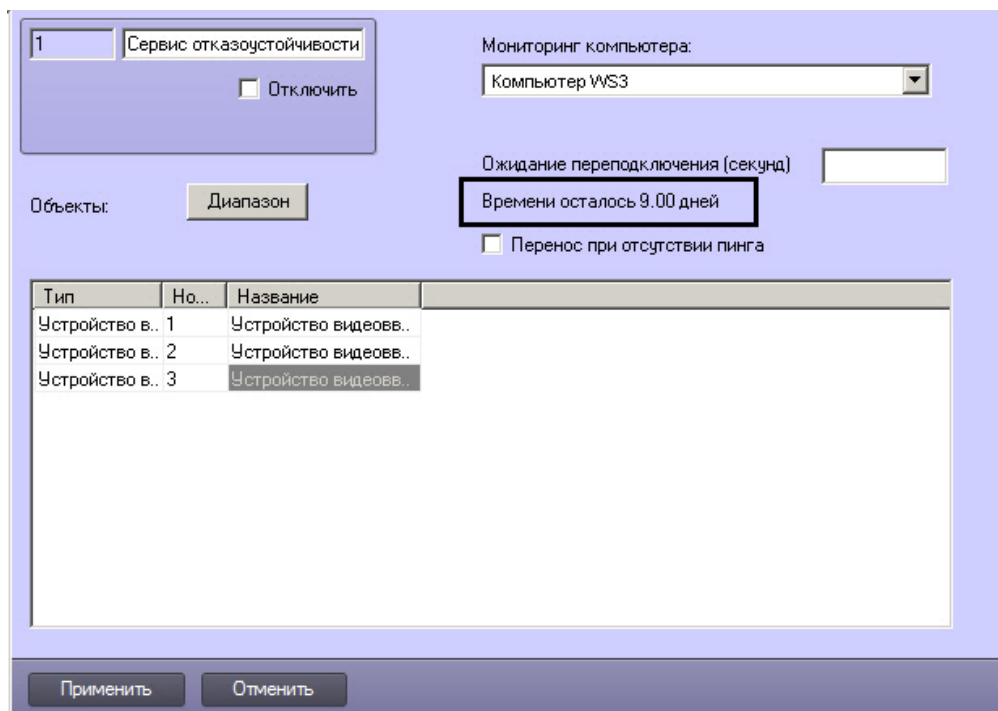 1 Сервис отказоустойчивости
Отключить
Мониторинг компьютера:
Компьютер WS3
Ожидание переподключения (секунд)
Времени осталось 9.00 дней
Перенос при отсутствии пинга
Объекты: Диапазон
Тип Но... Название
Устройство в.. 1 Устройство видеовв..
Устройство в.. 2 Устройство видеовв..
Устройство в.. 3 Устройство видеовв..
Применить Отменить